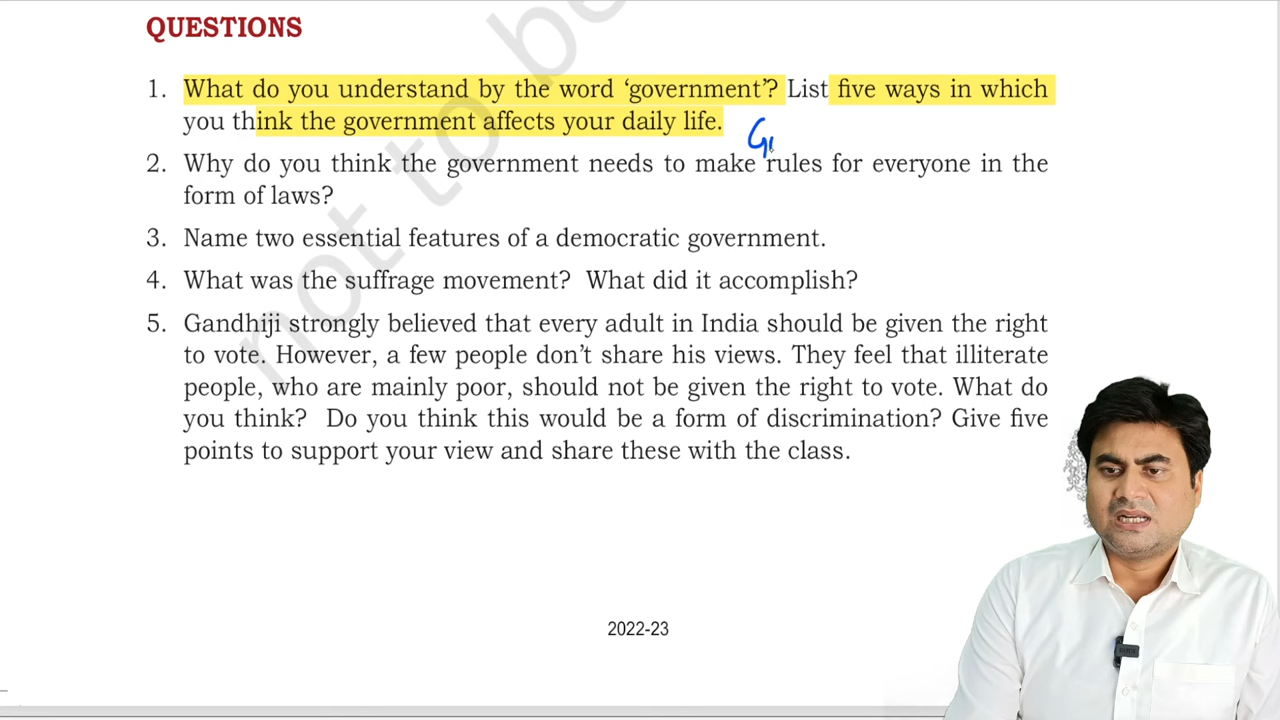 QUESTIONS
1. What do you understand by the word ‘government’? List five ways in which
you think the government affects your daily life.
2. Why do you think the government needs to make rules for everyone in the
form of laws?
3. Name two essential features of a democratic government.
4. What was the suffrage movement? What did it accomplish?
5. Gandhiji strongly believed that every adult in India should be given the right
to vote. However, a few people don’t share his views. They feel that illiterate
people, who are mainly poor, should not be given the right to vote. What do
you think? Do you think this would be a form of discrimination? Give five
points to support your view and share these with the class.
2022-23
not to be